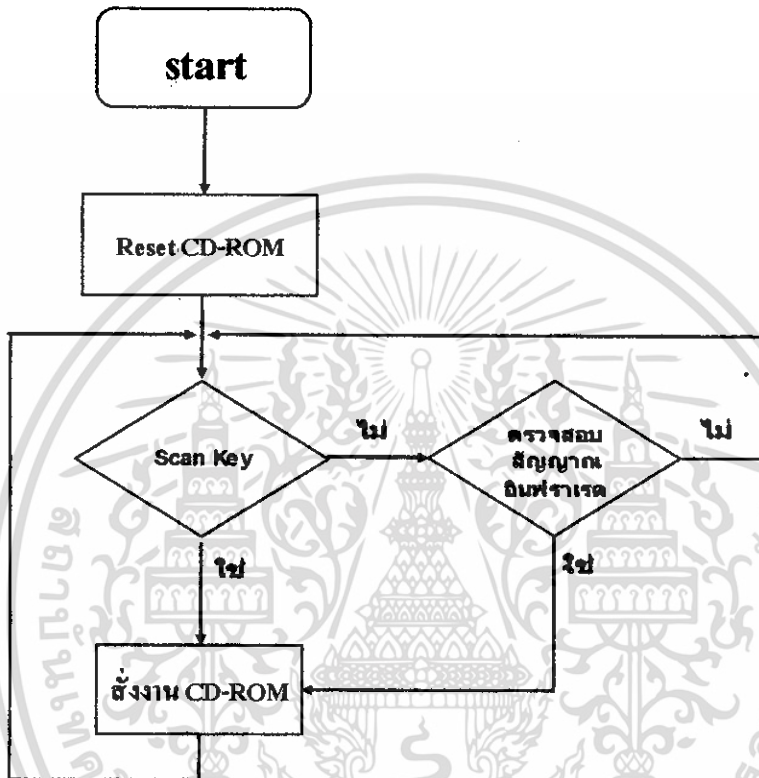 start
Reset CD-ROM
Scan Key
ไม่
ตรวจสอบ
สัญญาณ
อินฟราเรด
ไม่
ใช่
ใช่
สั่งงาน CD-ROM